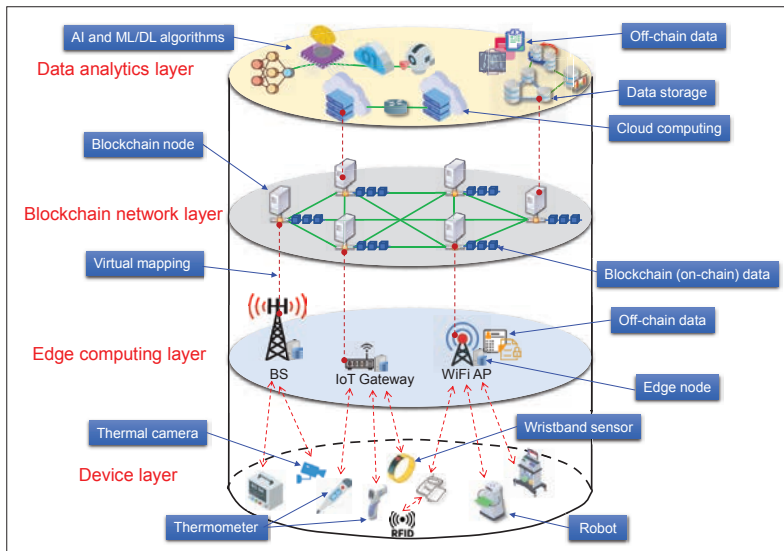 AI and ML/DL algorithms
Off-chain data
Data analytics layer
Data storage
Cloud computing
Blockchain node
Blockchain network layer
Virtual mapping
Blockchain (on-chain) data
Off-chain data
Edge computing layer
BS
IoT Gateway
WiFi AP
Edge node
Thermal camera
Wristband sensor
Device layer
Thermometer
RFID
Robot